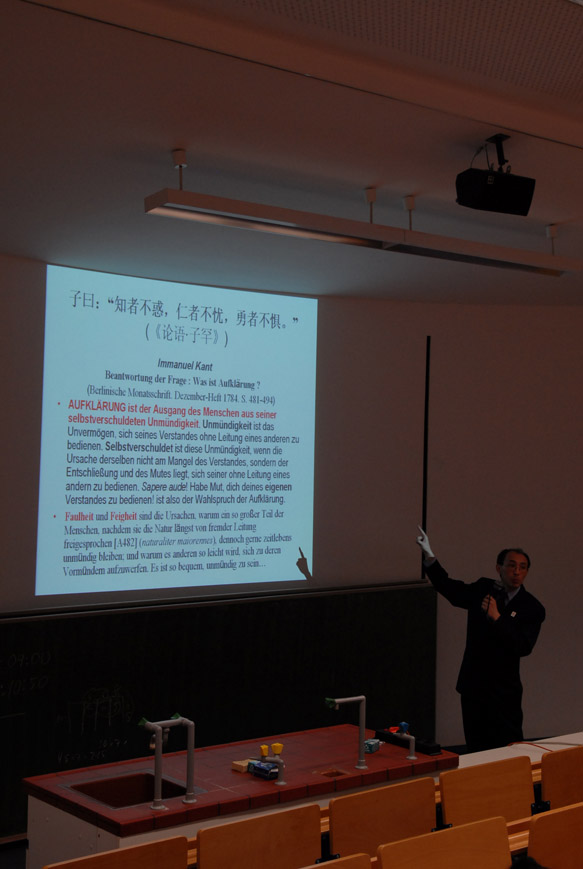 子曰：“知者不惑，仁者不忧，勇者不惧。”
(《论语·子罕》)
Immanuel Kant
Beantwortung der Frage : Was ist Aufklärung ?
(Berlinische Monatsschrift. Dezember-Heft 1784. S. 481-494)
• AUFKLÄRUNG ist der Ausgang des Menschen aus seiner
selbstverschuldeten Unmündigkeit. Unmündigkeit ist das
Unvermögen, sich seines Verstandes ohne Leitung eines anderen zu
bedienen. Selbstverschuldet ist diese Unmündigkeit, wenn die
Ursache derselben nicht am Mangel des Verstandes, sondern der
Entschließung und des Mutes liegt, sich seiner ohne Leitung eines
andern zu bedienen. Sapere aude! Habe Mut, dich deines eigenen
Verstandes zu bedienen! ist also der Wahlspruch der Aufklärung.
• Faulheit und Feigheit sind die Ursachen, warum ein so großer Teil der
Menschen, nachdem sie die Natur längst von fremder Leitung
freigesprochen [A482] (naturaliter maiorennes), dennoch gerne zeitlebens
unmündig bleiben; und warum es anderen so leicht wird, sich zu deren
Vormündern aufzuwerfen. Es ist so bequem, unmündig zu sein…